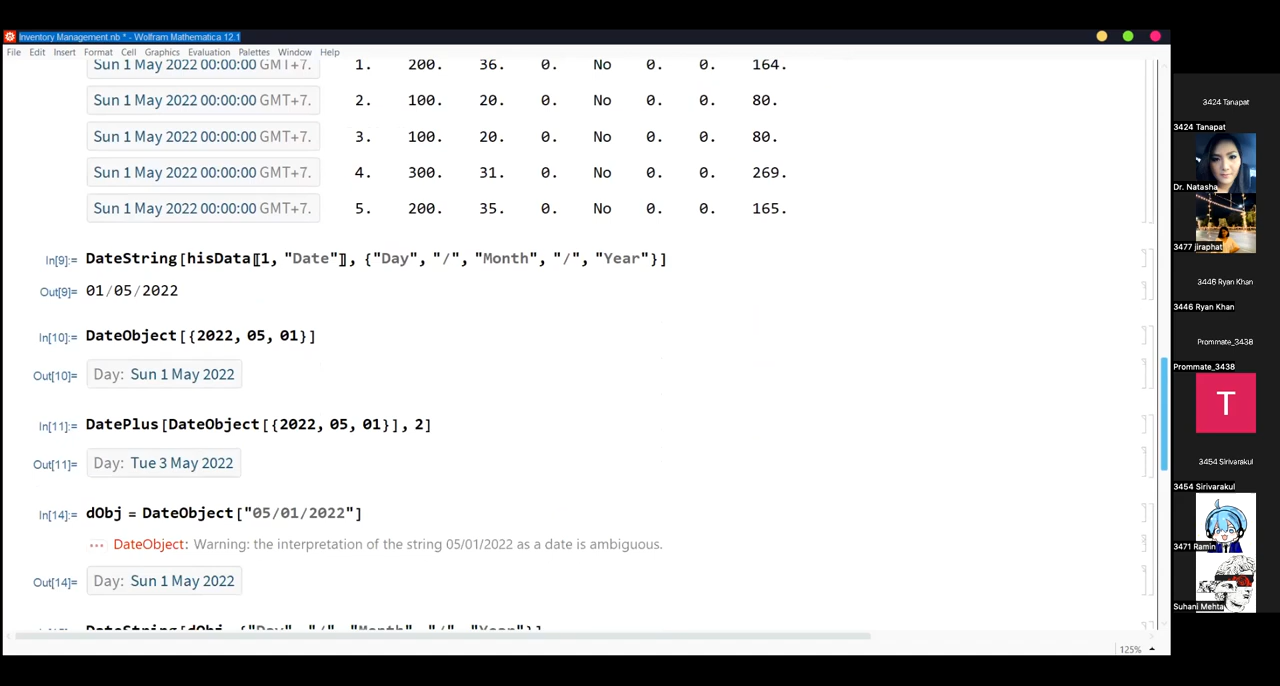 Inventory Management.nb * - Wolfram Mathematica 12.1
File Edit Insert Format Cell Graphics Evaluation Palettes Window Help
Sun 1 May 2022 00:00:00 GMT+7. 1. 200. 36. 0. No 0. 0. 164.
Sun 1 May 2022 00:00:00 GMT+7. 2. 100. 20. 0. No 0. 0. 80.
Sun 1 May 2022 00:00:00 GMT+7. 3. 100. 20. 0. No 0. 0. 80.
Sun 1 May 2022 00:00:00 GMT+7. 4. 300. 31. 0. No 0. 0. 269.
Sun 1 May 2022 00:00:00 GMT+7. 5. 200. 35. 0. No 0. 0. 165.
In[9]:= DateString[hisData〚1, "Date"〛, {"Day", "/", "Month", "/", "Year"}]
Out[9]= 01/05/2022
In[10]:= DateObject[{2022, 05, 01}]
Out[10]= Day: Sun 1 May 2022
In[11]:= DatePlus[DateObject[{2022, 05, 01}], 2]
Out[11]= Day: Tue 3 May 2022
In[14]:= dObj = DateObject["05/01/2022"]
··· DateObject: Warning: the interpretation of the string 05/01/2022 as a date is ambiguous.
Out[14]= Day: Sun 1 May 2022
DateString[dObj, {"Day", "/", "Month", "/", "Year"}]
125%
3424 Tanapat
3424 Tanapat
Dr. Natasha
3477 jiraphat
3446 Ryan Khan
3446 Ryan Khan
Prommate_3438
Prommate_3438
T
3454 Sirivarakul
3454 Sirivarakul
3471 Ramin
Suhani Mehta